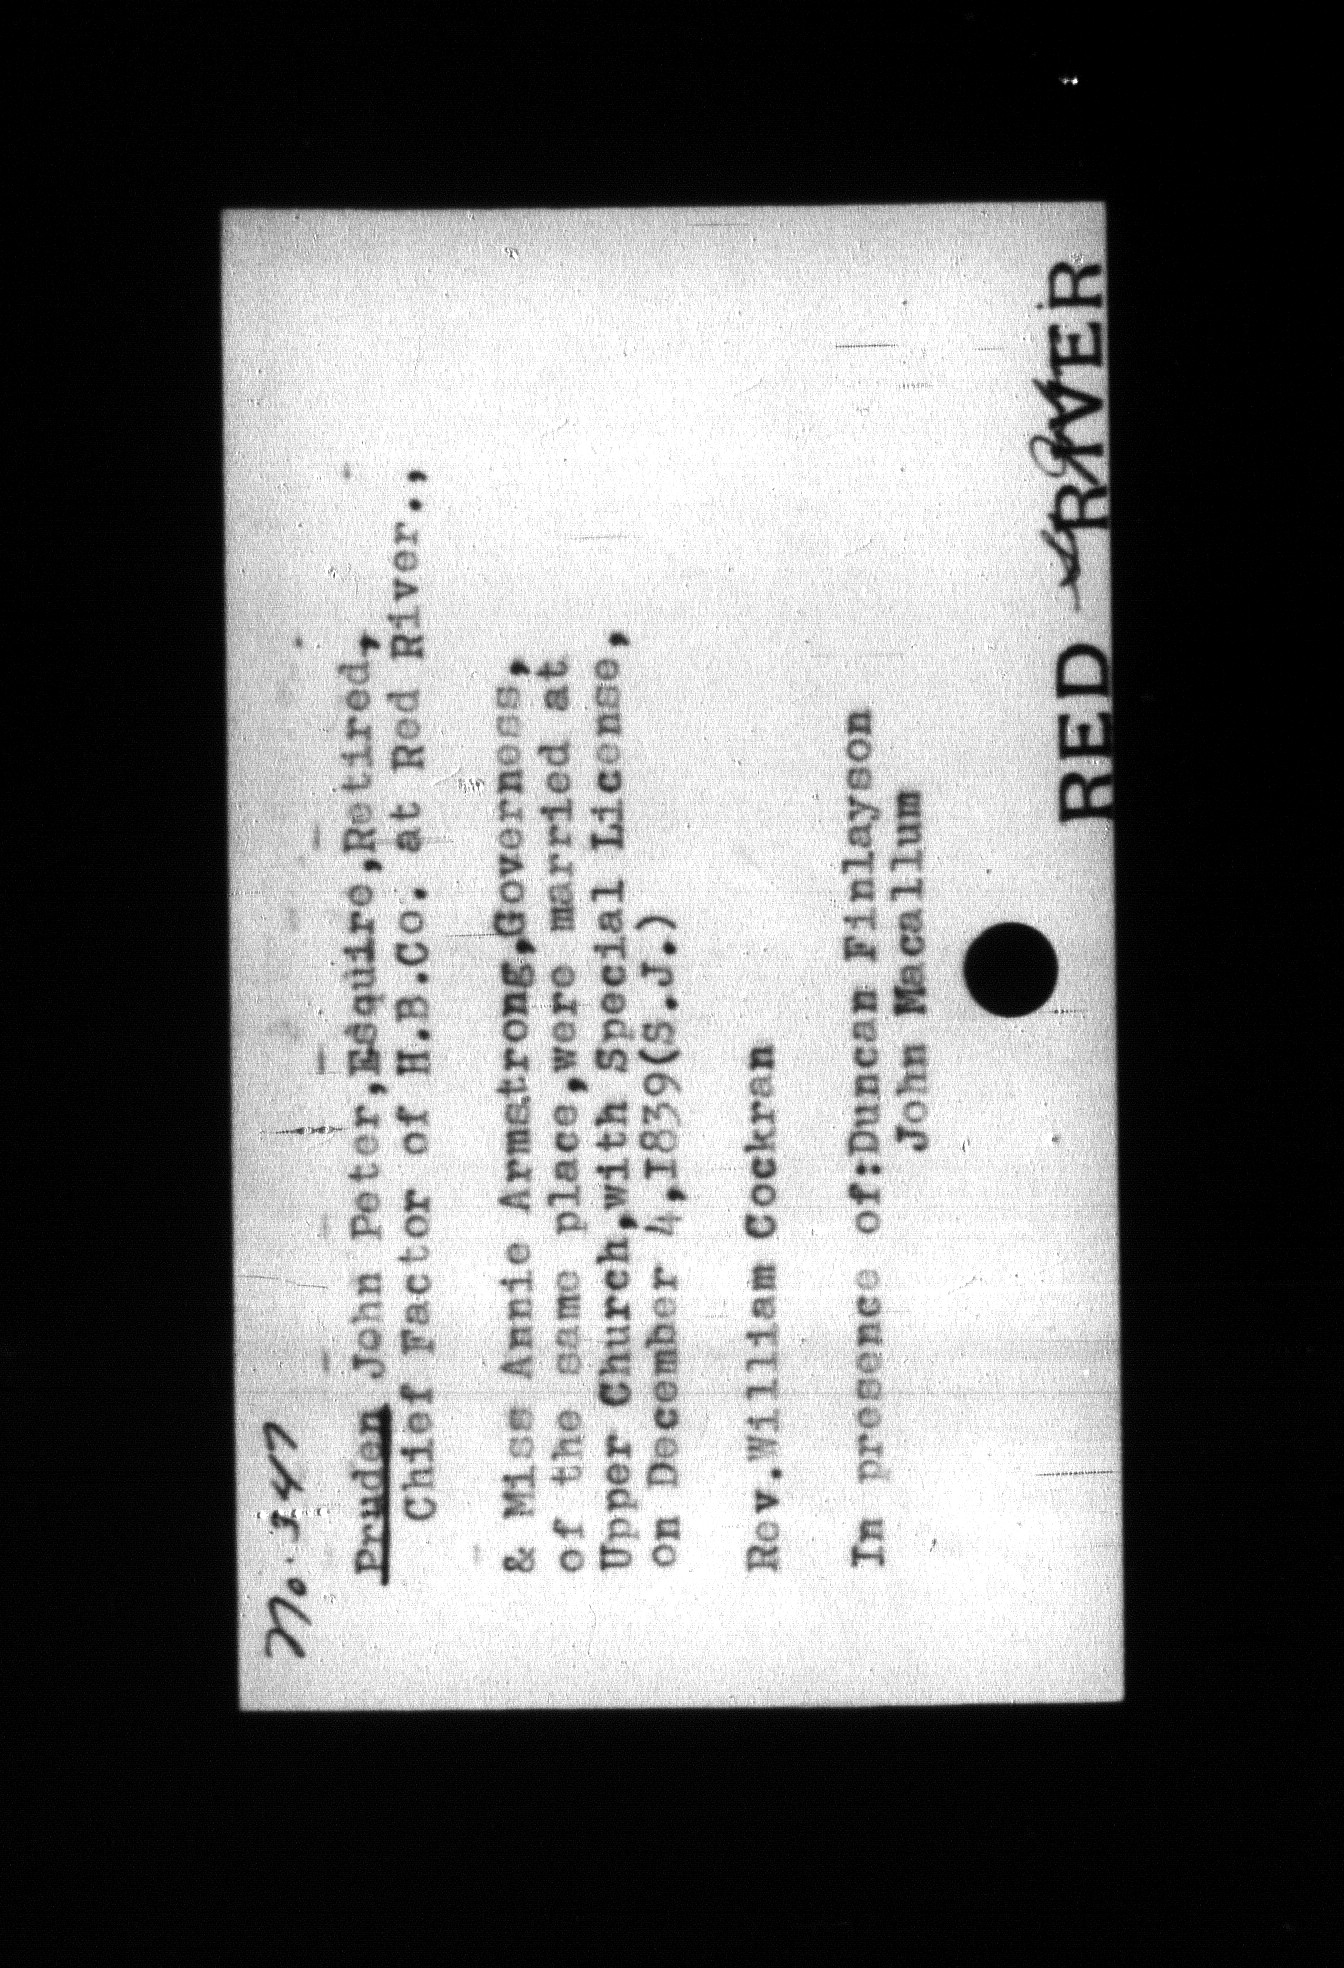 No. 347
Pruden John Peter,Esquire,Retired,
Chief Factor of H.B.Co. at Red River.,
& Miss Annie Armstrong,Governess,
of the same place,were married at
Upper Church,with Special License,
on December 4,1839(S.J.)
Rev.William Cockran
In presence of:Duncan Finlayson
John Macallum
RED RIVER